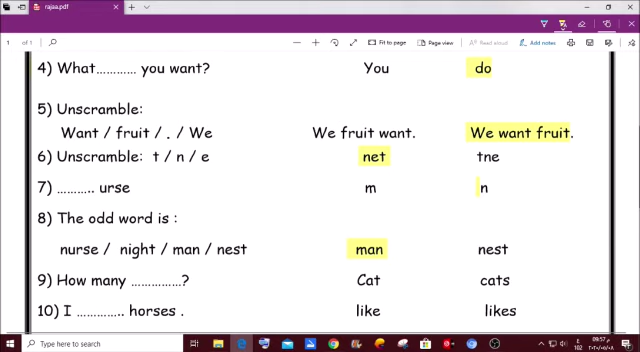 rajaa.pdf
1 of 1 Fit to page Page view Read aloud Add notes
4) What............ you want? You do
5) Unscramble:
Want / fruit / . / We We fruit want. We want fruit.
6) Unscramble: t / n / e net tne
7) ........... urse m n
8) The odd word is :
nurse / night / man / nest man nest
9) How many ...............? Cat cats
10) I .............. horses . like likes
Type here to search 09:57